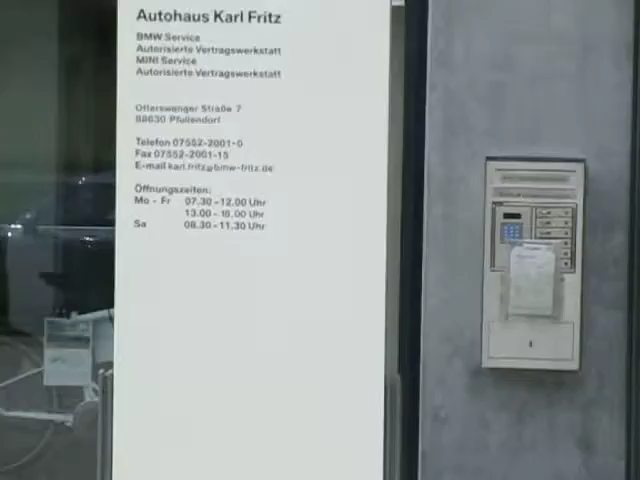 Autohaus Karl Fritz
BMW Service
Autorisierte Vertragswerkstatt
MINI Service
Autorisierte Vertragswerkstatt
Otterswanger Straße 7
88630 Pfullendorf
Telefon 07552-2001-0
Fax 07552-2001-15
E-mail karl.fritz@bmw-fritz.de
Öffnungszeiten:
Mo - Fr 07.30 - 12.00 Uhr
13.00 - 18.00 Uhr
Sa 08.30 - 11.30 Uhr